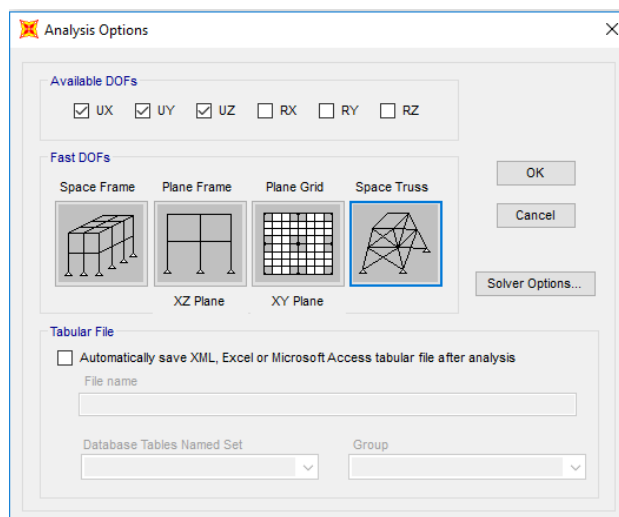 Analysis Options
Available DOFs
UX UY UZ RX RY RZ
Fast DOFs
Space Frame Plane Frame Plane Grid Space Truss
XZ Plane XY Plane
OK
Cancel
Solver Options...
Tabular File
Automatically save XML, Excel or Microsoft Access tabular file after analysis
File name
Database Tables Named Set Group